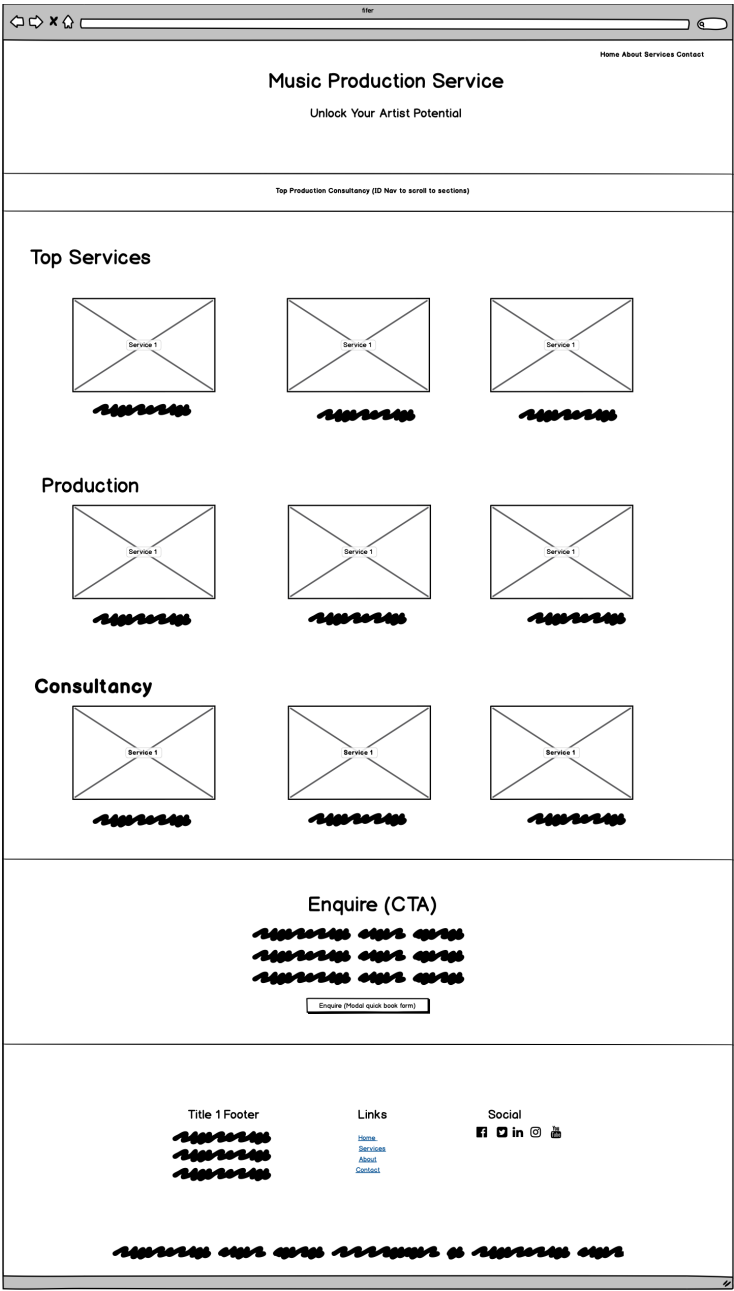 fifer
Home About Services Contact
Music Production Service
Unlock Your Artist Potential
Top Production Consultancy (ID Nav to scroll to sections)
Top Services
Service 1 Service 1 Service 1
Production
Service 1 Service 1 Service 1
Consultancy
Service 1 Service 1 Service 1
Enquire (CTA)
Enquire (Modal quick book form)
Title 1 Footer Links Social
Home
Services
About
Contact
You Tube